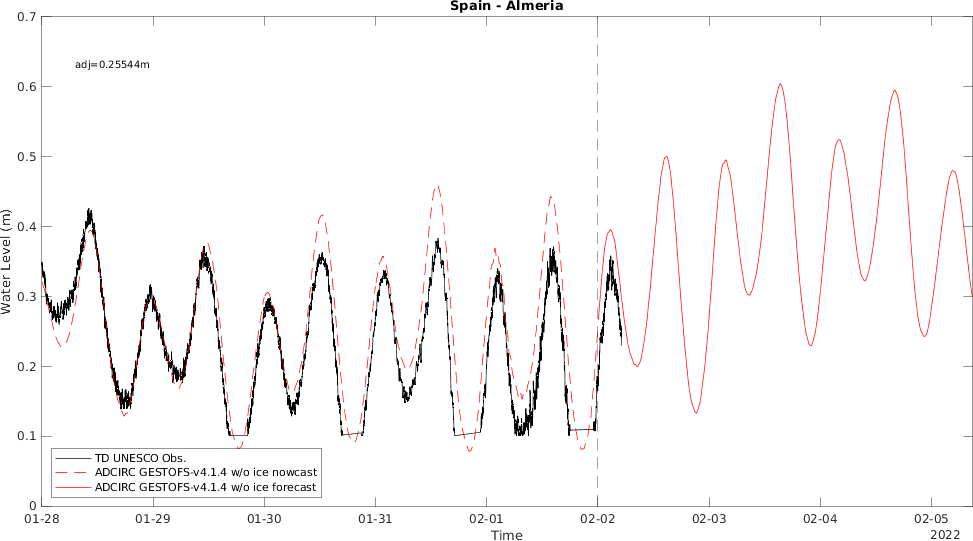 Spain - Almeria
0.7
0.6
0.5
0.4
0.3
0.2
0.1
0
Water Level (m)
adj=0.25544m
TD UNESCO Obs.
ADCIRC GESTOFS-v4.1.4 w/o ice nowcast
ADCIRC GESTOFS-v4.1.4 w/o ice forecast
01-28 01-29 01-30 01-31 02-01 02-02 02-03 02-04 02-05
Time
2022